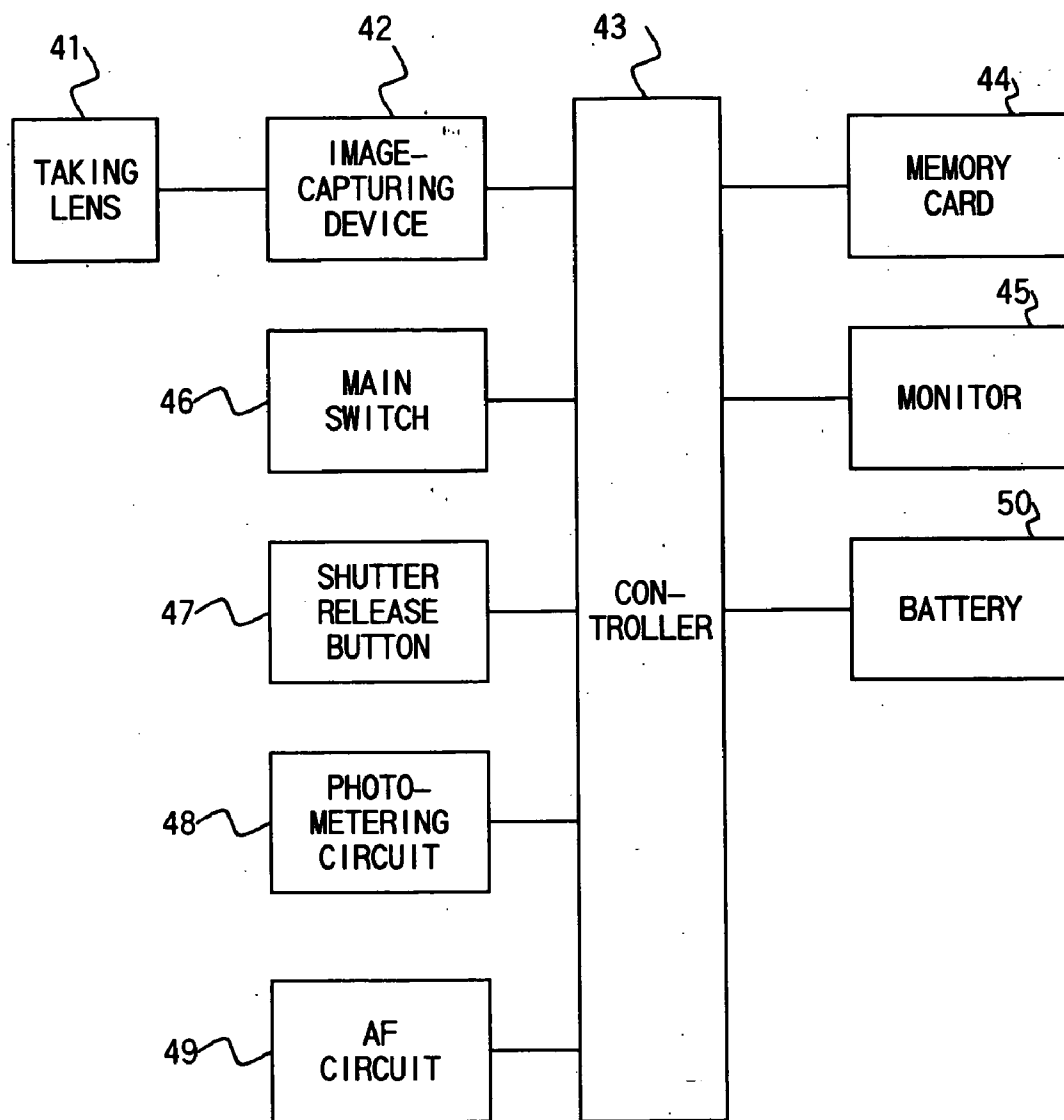 41
42
43
44
TAKING
LENS
IMAGE-
CAPTURING
DEVICE
MEMORY
CARD
45
46
MAIN
SWITCH
MONITOR
50
47
SHUTTER
RELEASE
BUTTON
CON-
TROLLER
BATTERY
48
PHOTO-
METERING
CIRCUIT
49
AF
CIRCUIT